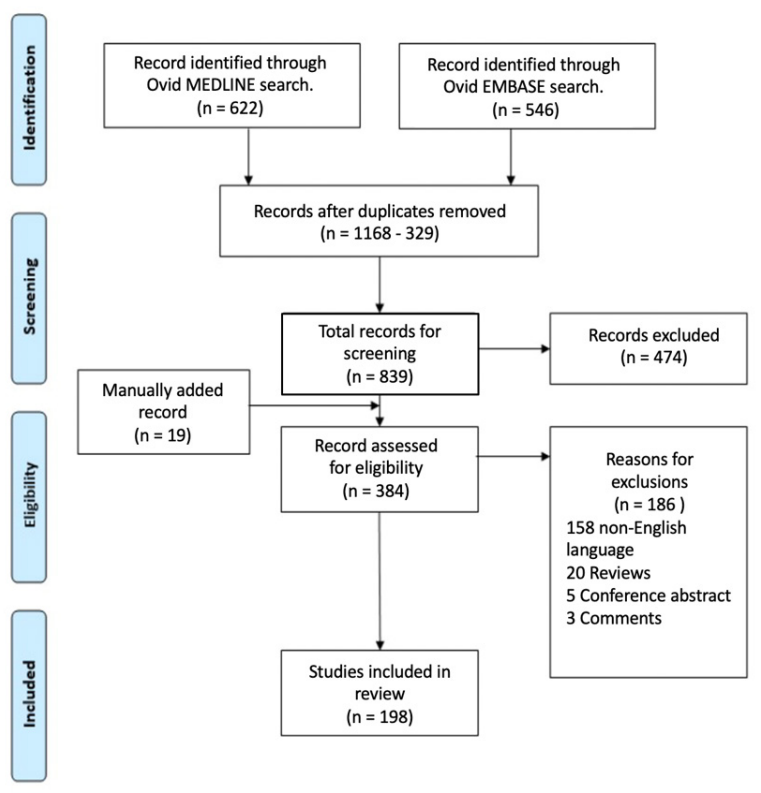 Identification
Record identified through
Ovid MEDLINE search.
(n = 622)
Record identified through
Ovid EMBASE search.
(n = 546)
Records after duplicates removed
(n = 1168 - 329)
Screening
Total records for
screening
(n = 839)
Records excluded
(n = 474)
Manually added
record
(n = 19)
Eligibility
Record assessed
for eligibility
(n = 384)
Reasons for
exclusions
(n = 186 )
158 non-English
language
20 Reviews
5 Conference abstract
3 Comments
Included
Studies included in
review
(n = 198)